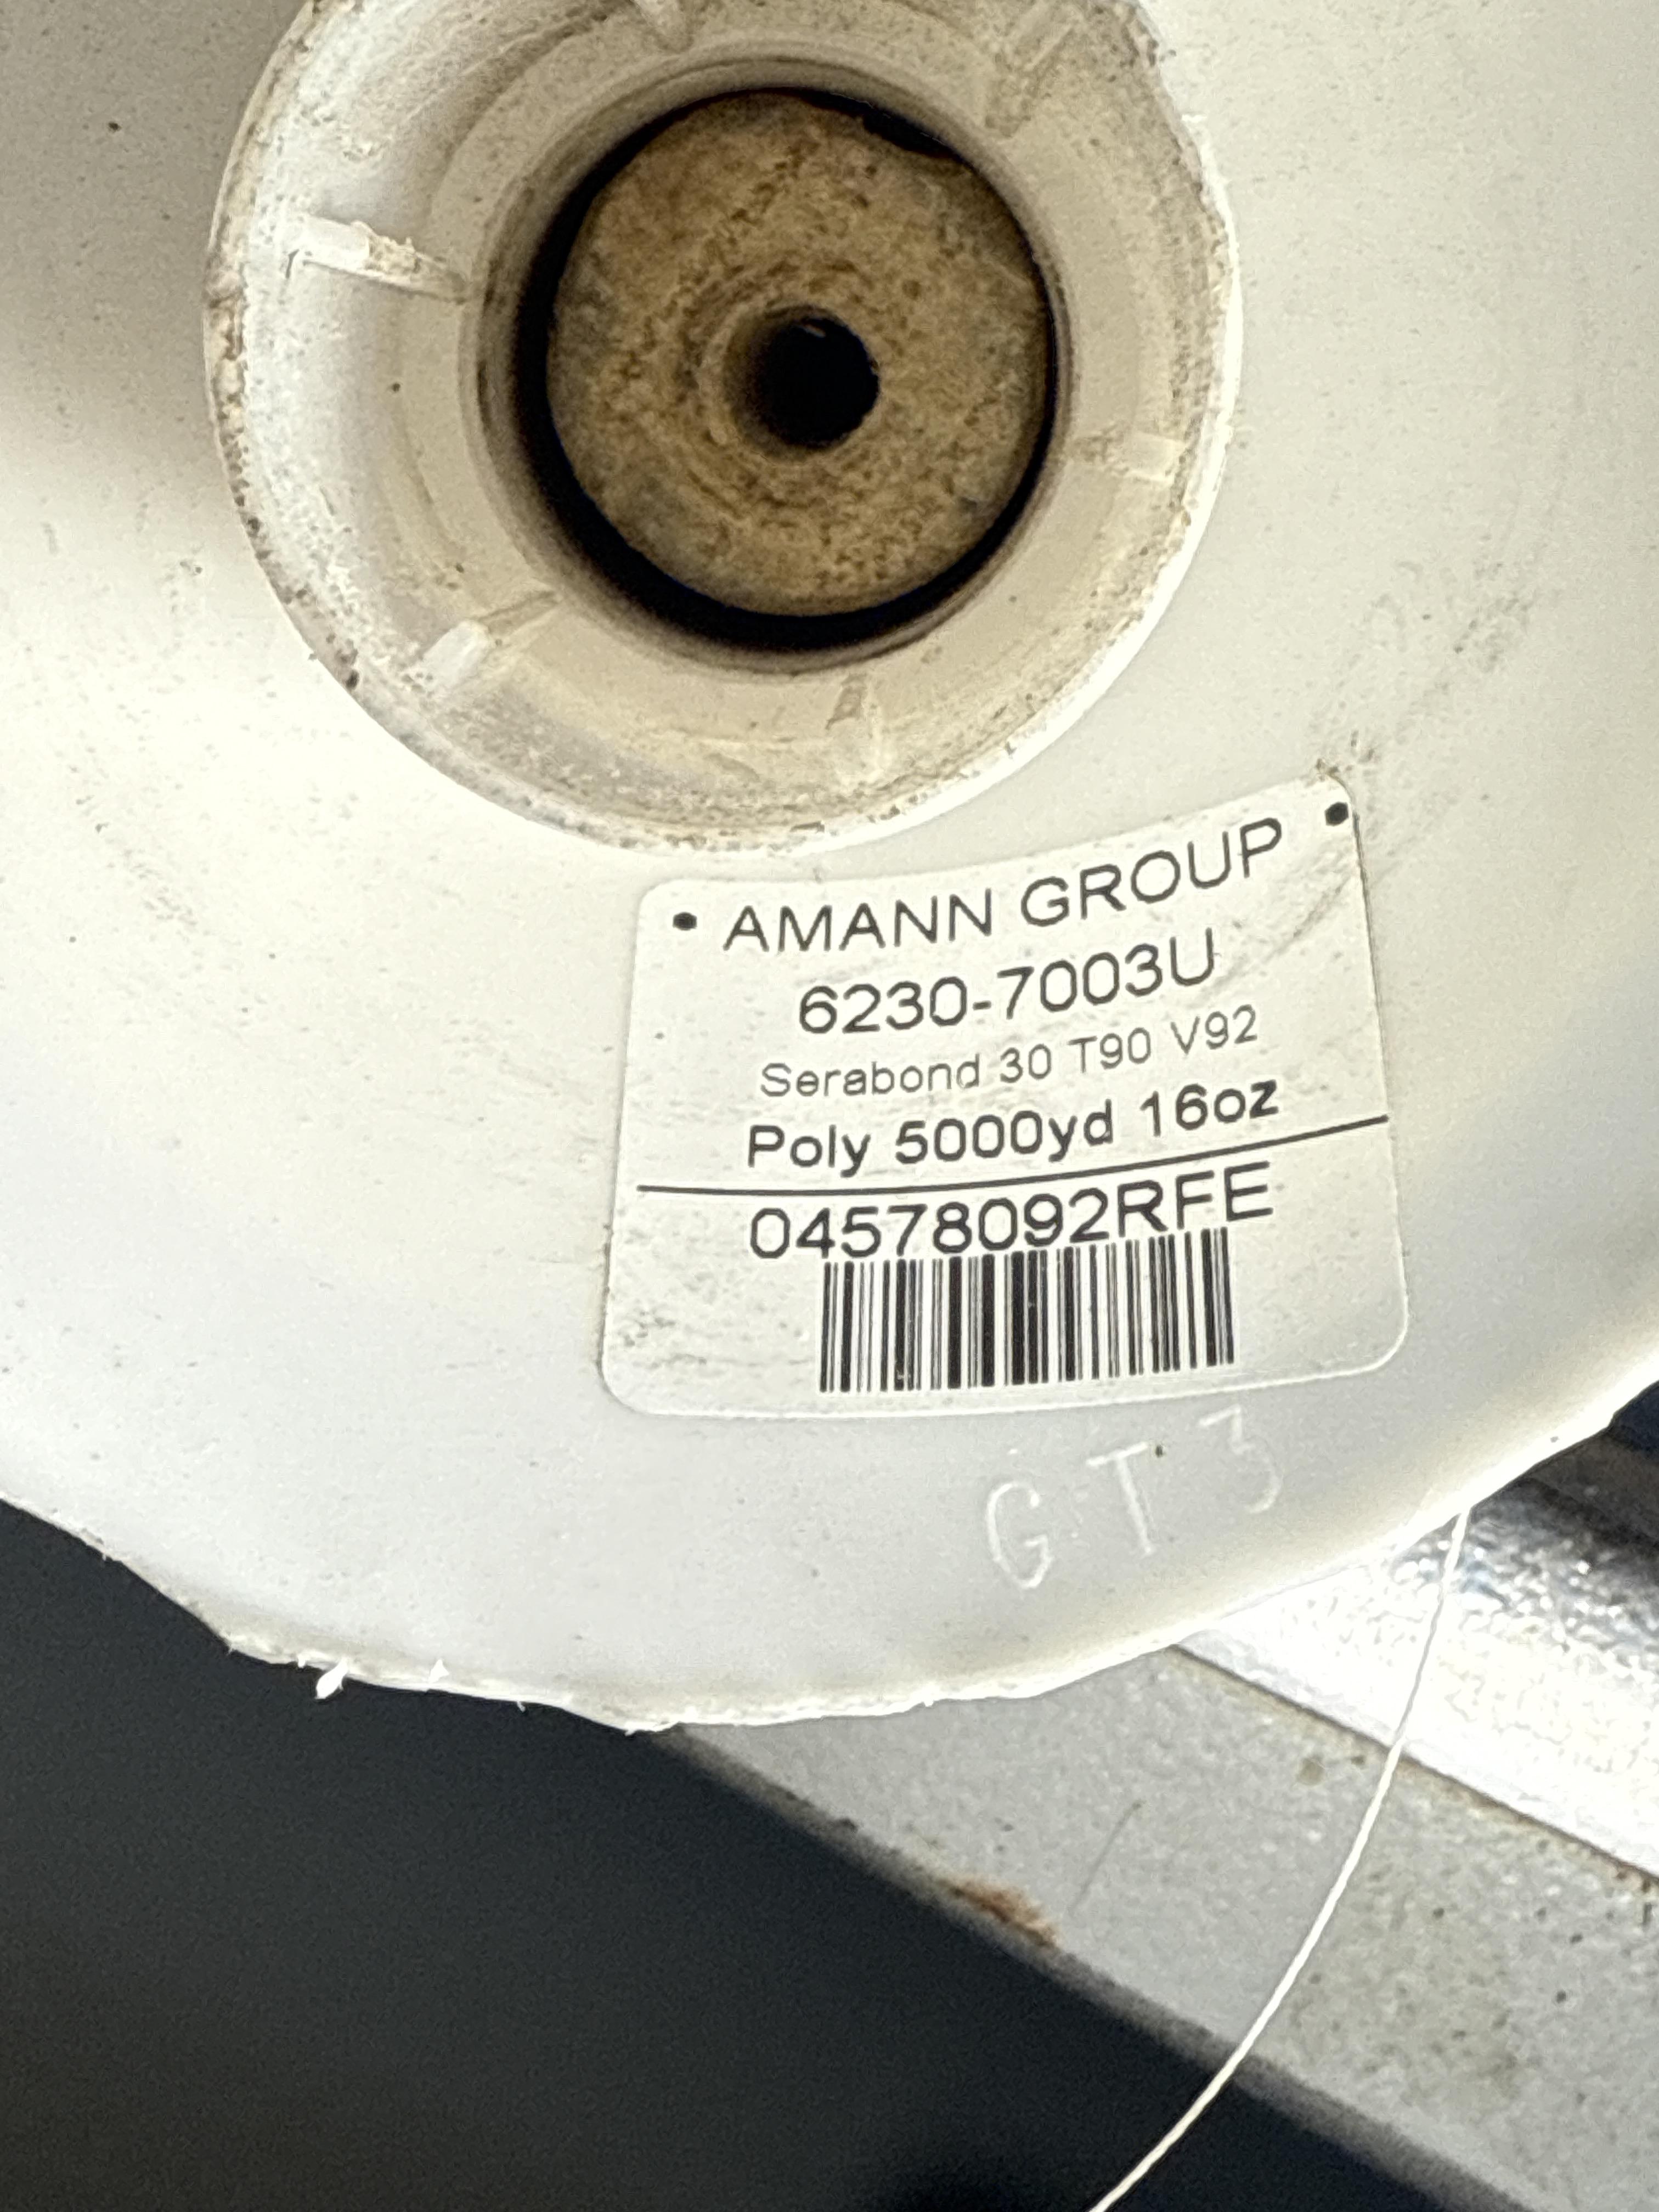 • AMANN GROUP •
6230-7003U
Serabond 30 T90 V92
Poly 5000yd 16oz
04578092RFE
GT3